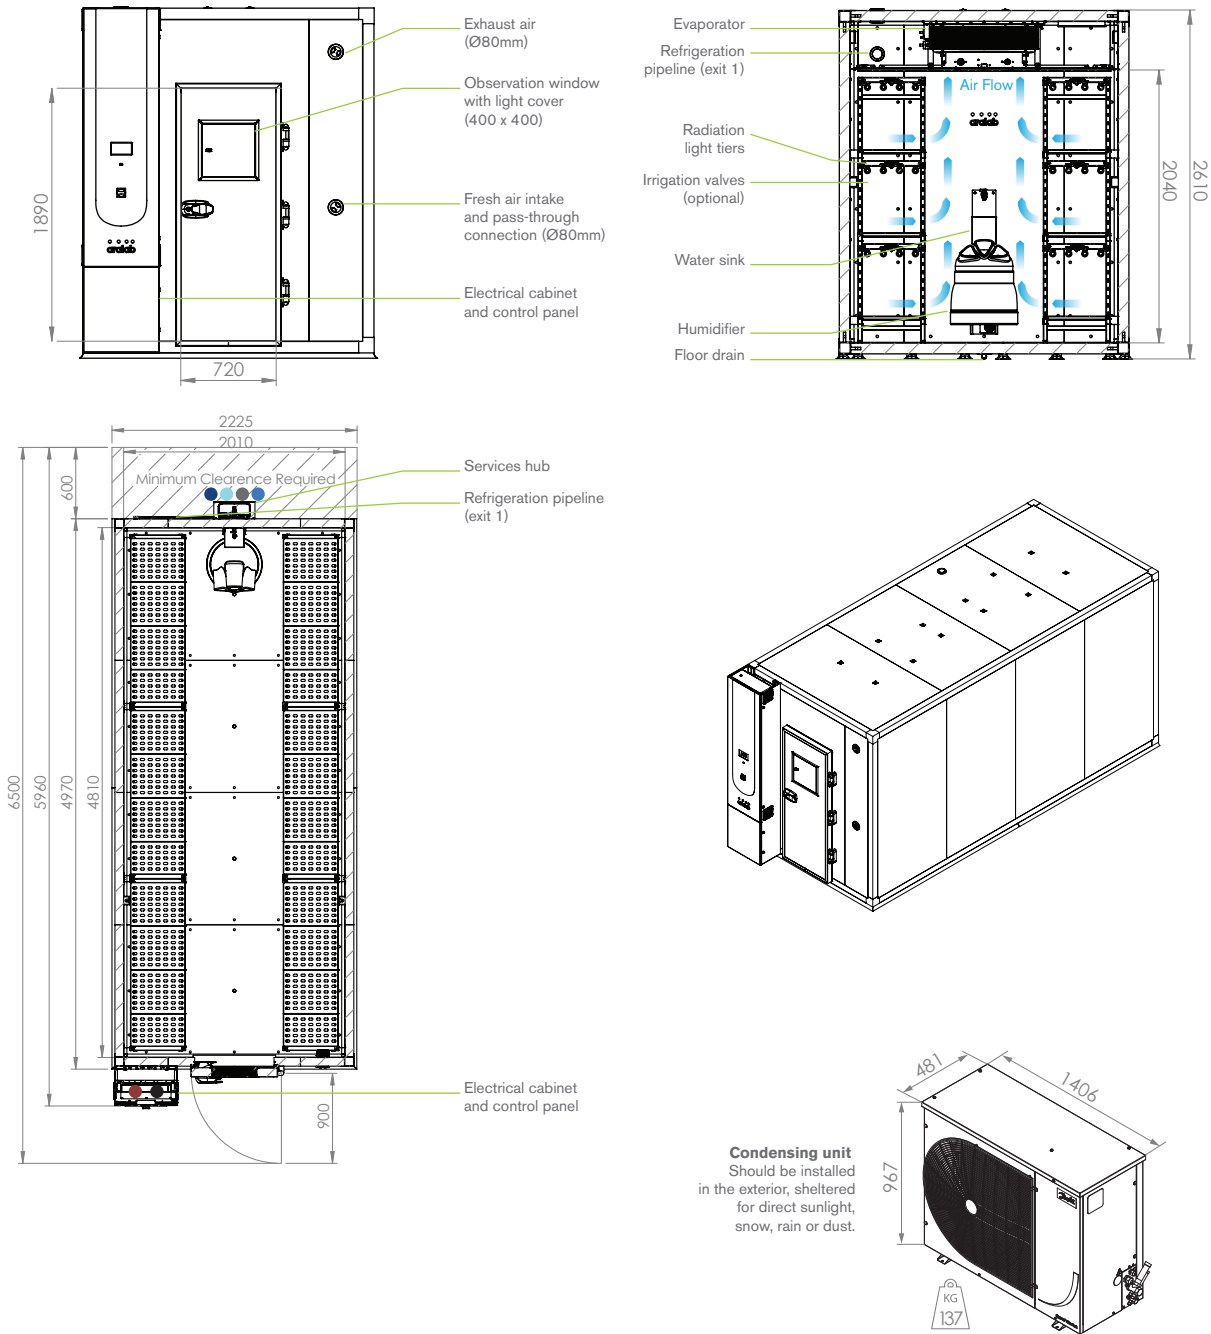 Exhaust air
(Ø80mm)
Observation window
with light cover
(400 x 400)
Fresh air intake
and pass-through
connection (Ø80mm)
Electrical cabinet
and control panel
1890
720
aralab
Evaporator
Refrigeration
pipeline (exit 1)
Radiation
light tiers
Irrigation valves
(optional)
Water sink
Humidifier
Floor drain
Air Flow
aralab
2040
2610
2225
2010
Minimum Clearence Required
600
6500
5960
4970
4810
900
Services hub
Refrigeration pipeline
(exit 1)
Electrical cabinet
and control panel
aralab
481
1406
967
Condensing unit
Should be installed
in the exterior, sheltered
for direct sunlight,
snow, rain or dust.
KG
137